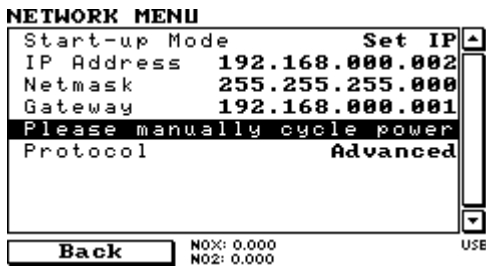 NETWORK MENU
Start-up Mode Set IP
IP Address 192.168.000.002
Netmask 255.255.255.000
Gateway 192.168.000.001
Please manually cycle power
Protocol Advanced
Back
NOX: 0.000
NO2: 0.000
USB